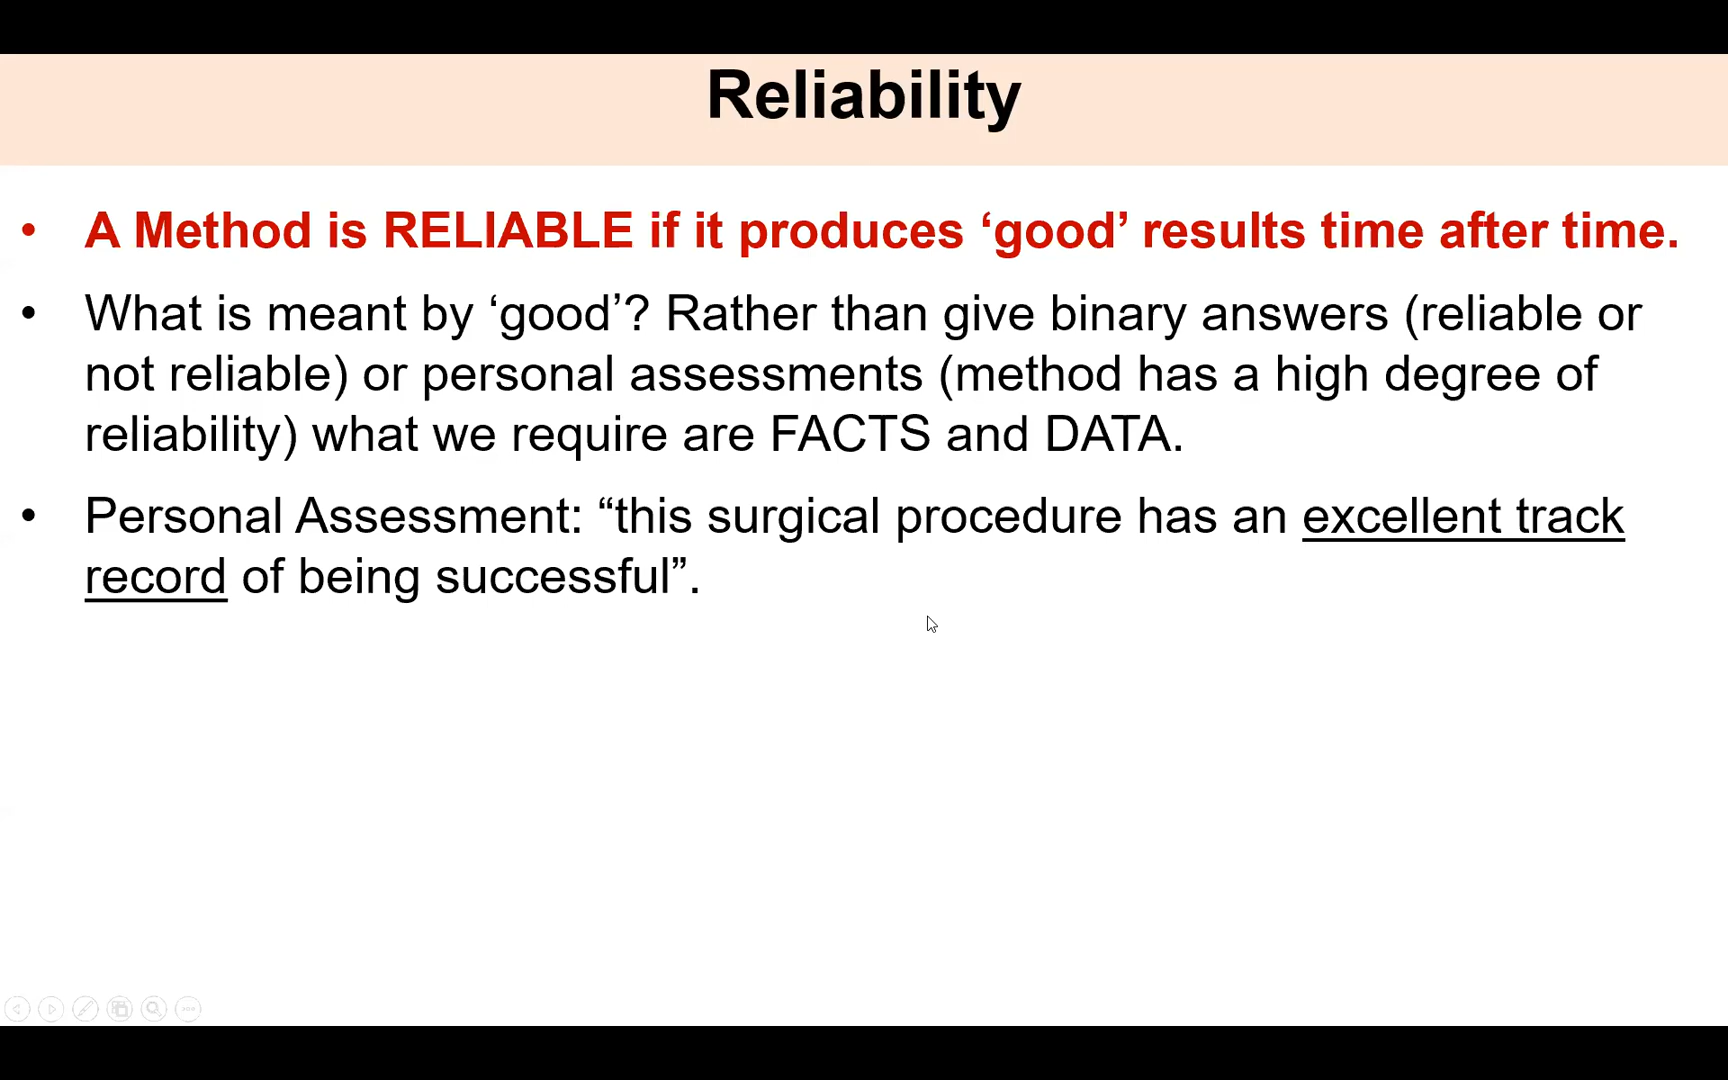 Reliability
• A Method is RELIABLE if it produces ‘good’ results time after time.
• What is meant by ‘good’? Rather than give binary answers (reliable or
not reliable) or personal assessments (method has a high degree of
reliability) what we require are FACTS and DATA.
• Personal Assessment: “this surgical procedure has an excellent track
record of being successful”.